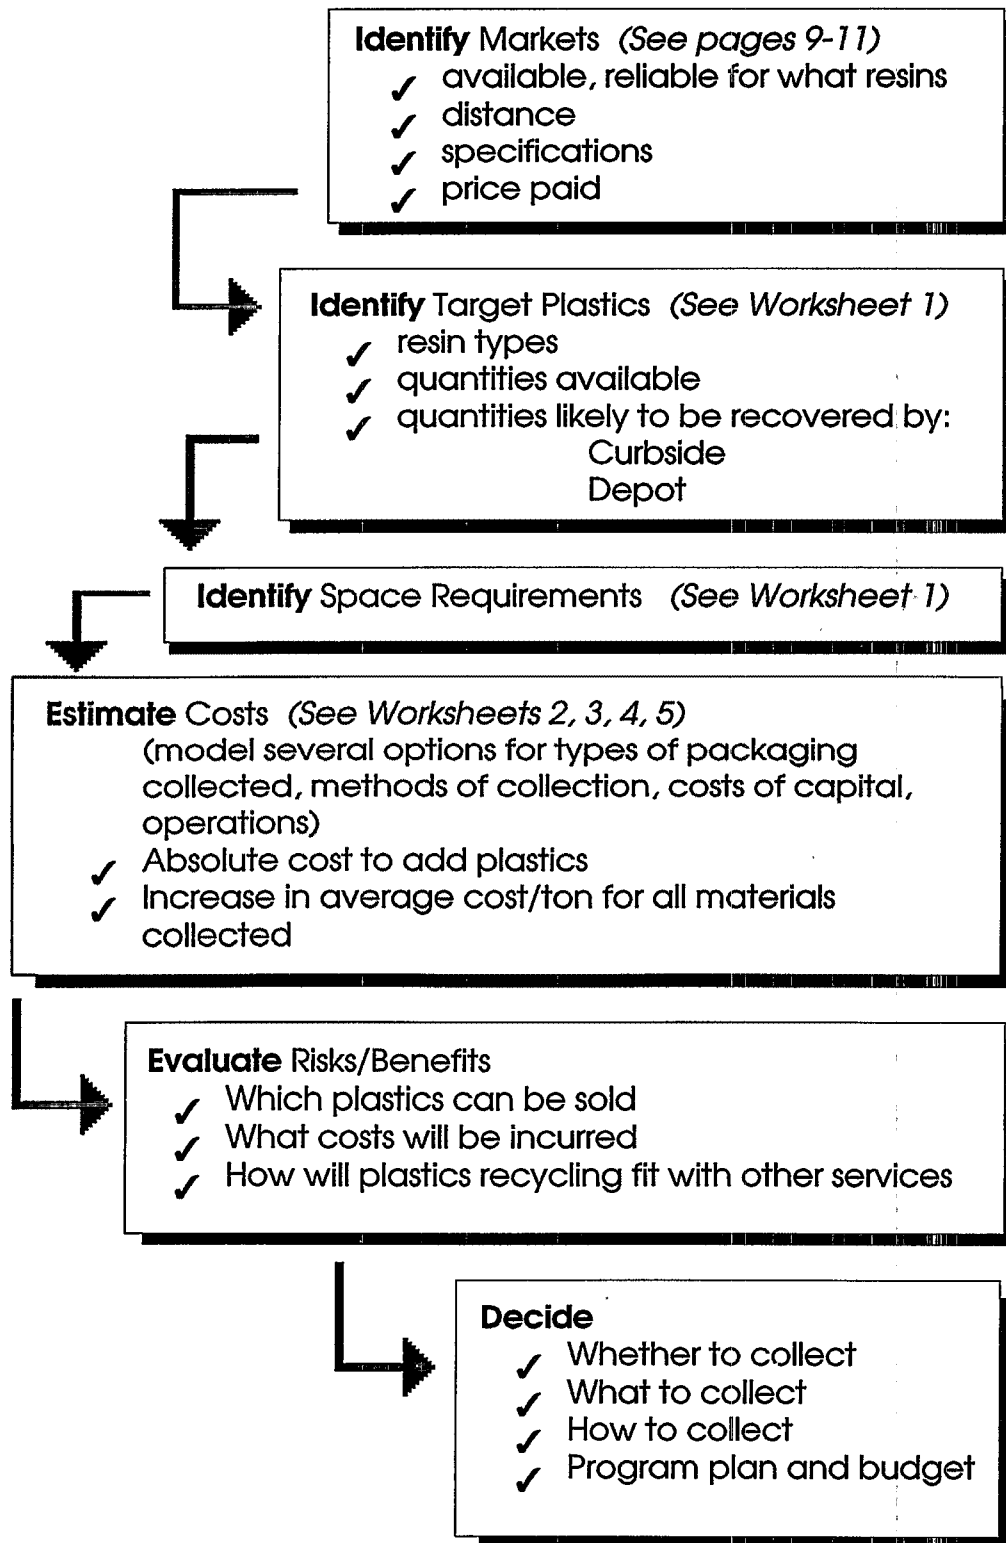 Identify Markets (See pages 9-11)
✓ available, reliable for what resins
✓ distance
✓ specifications
✓ price paid
Identify Target Plastics (See Worksheet 1)
✓ resin types
✓ quantities available
✓ quantities likely to be recovered by:
Curbside
Depot
Identify Space Requirements (See Worksheet 1)
Estimate Costs (See Worksheets 2, 3, 4, 5)
(model several options for types of packaging
collected, methods of collection, costs of capital,
operations)
✓ Absolute cost to add plastics
✓ Increase in average cost/ton for all materials
collected
Evaluate Risks/Benefits
✓ Which plastics can be sold
✓ What costs will be incurred
✓ How will plastics recycling fit with other services
Decide
✓ Whether to collect
✓ What to collect
✓ How to collect
✓ Program plan and budget